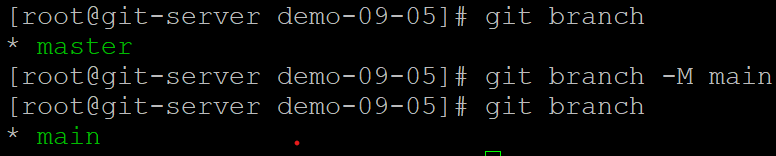 [root@git-server demo-09-05]# git branch
* master
[root@git-server demo-09-05]# git branch -M main
[root@git-server demo-09-05]# git branch
* main